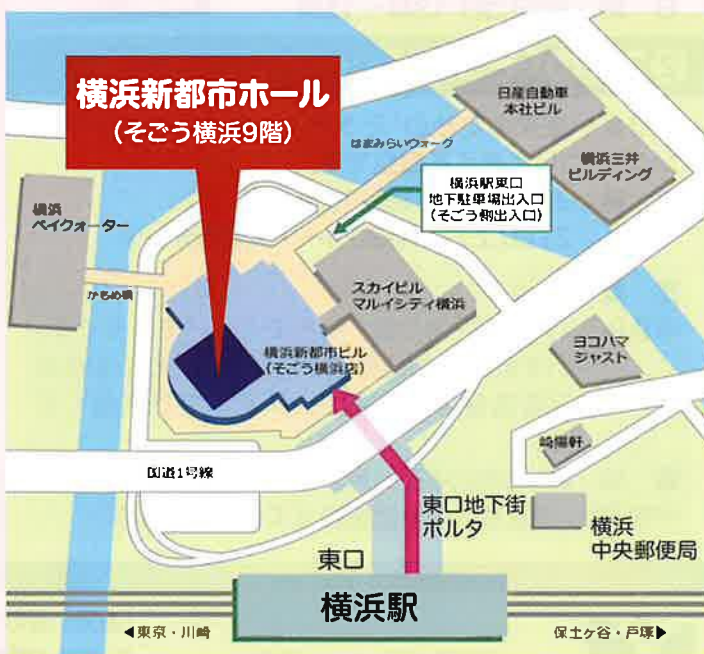 横浜新都市ホール
(そごう横浜9階)
日産自動車
本社ビル
はまみらいウォーク
横浜三井
ビルディング
横浜駅東口
地下駐車場出入口
(そごう側出入口)
横浜
ベイクォーター
かもめ橋
スカイビル
マルイシティ横浜
横浜新都市ビル
(そごう横浜店)
ヨコハマ
ジャスト
崎陽軒
国道1号線
東口地下街
ポルタ
横浜
中央郵便局
東口
横浜駅
◀東京・川崎
保土ヶ谷・戸塚▶